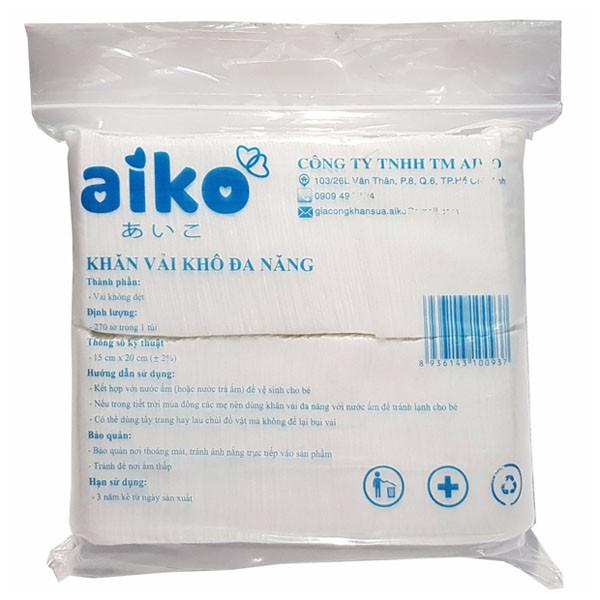 aiko
あいこ
CÔNG TY TNHH TM
103/26L Văn Thân, P.8, Q.6, TP.Hồ
0909
KHĂN VẢI KHÔ ĐA NĂNG
Thành phần:
- Vải không dệt
Định lượng:
- 270 tờ trong 1 túi
Thông số kỹ thuật
- 15 cm x 20 cm (± 2%)
8 936143 100937
Hướng dẫn sử dụng:
- Kết hợp với nước ấm (hoặc nước trà ấm) để vệ sinh cho bé
- Nếu trong tiết trời mùa đông các mẹ nên dùng khăn vải đa năng với nước ấm để tránh lạnh cho bé
- Có thể dùng tẩy trang hay lau chùi đồ vật mà không để lại bụi vải
Bảo quản:
- Bảo quản nơi thoáng mát, tránh ánh nắng trực tiếp vào sản phẩm
- Tránh để nơi ẩm thấp
Hạn sử dụng:
- 3 năm kể từ ngày sản xuất